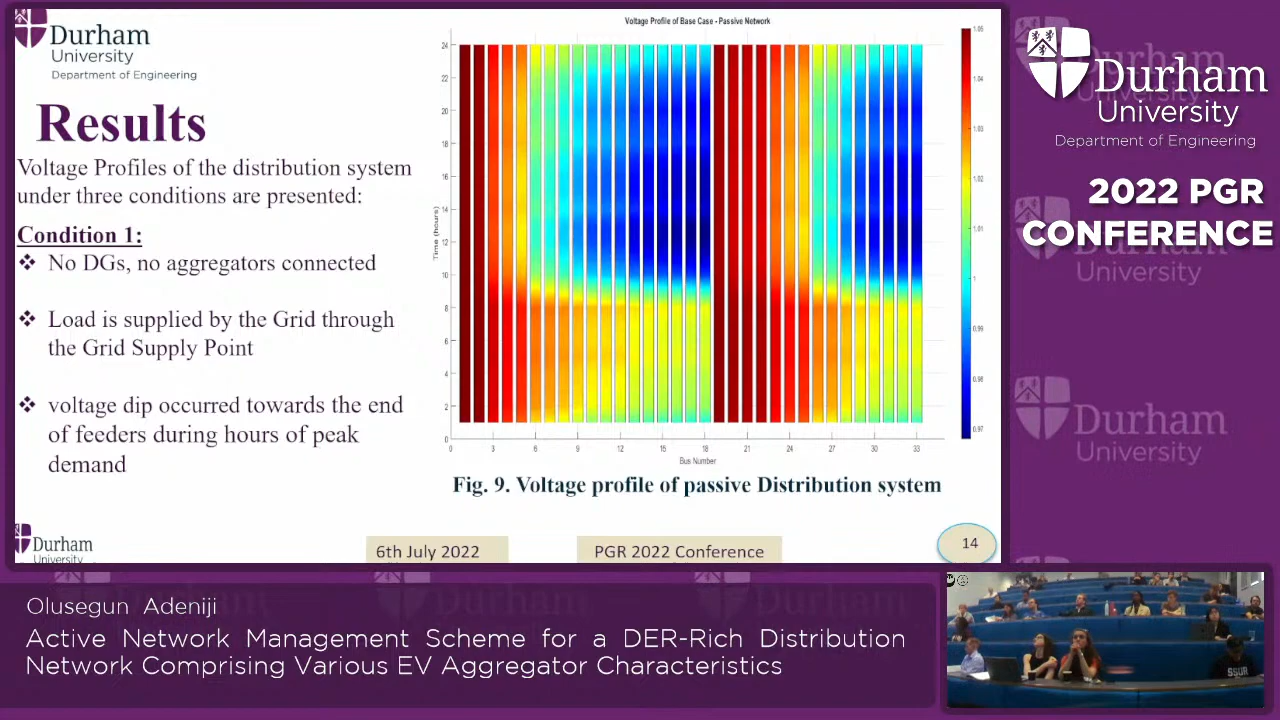 Durham
University
Department of Engineering
Results
Voltage Profiles of the distribution system
under three conditions are presented:
Condition 1:
❖ No DGs, no aggregators connected
❖ Load is supplied by the Grid through
the Grid Supply Point
❖ voltage dip occurred towards the end
of feeders during hours of peak
demand
Voltage Profile of Base Case - Passive Network
24
22
20
18
16
14
12
10
8
6
4
2
0
Time (hours)
0 3 6 9 12 15 18 21 24 27 30 33
Bus Number
1.05
1.04
1.03
1.02
1.01
1
0.99
0.98
0.97
Fig. 9. Voltage profile of passive Distribution system
Durham
University
6th July 2022
PGR 2022 Conference
14
Durham
University
Department of Engineering
2022 PGR
CONFERENCE
Durham
University
Durham
University
Olusegun Adeniji
Active Network Management Scheme for a DER-Rich Distribution
Network Comprising Various EV Aggregator Characteristics